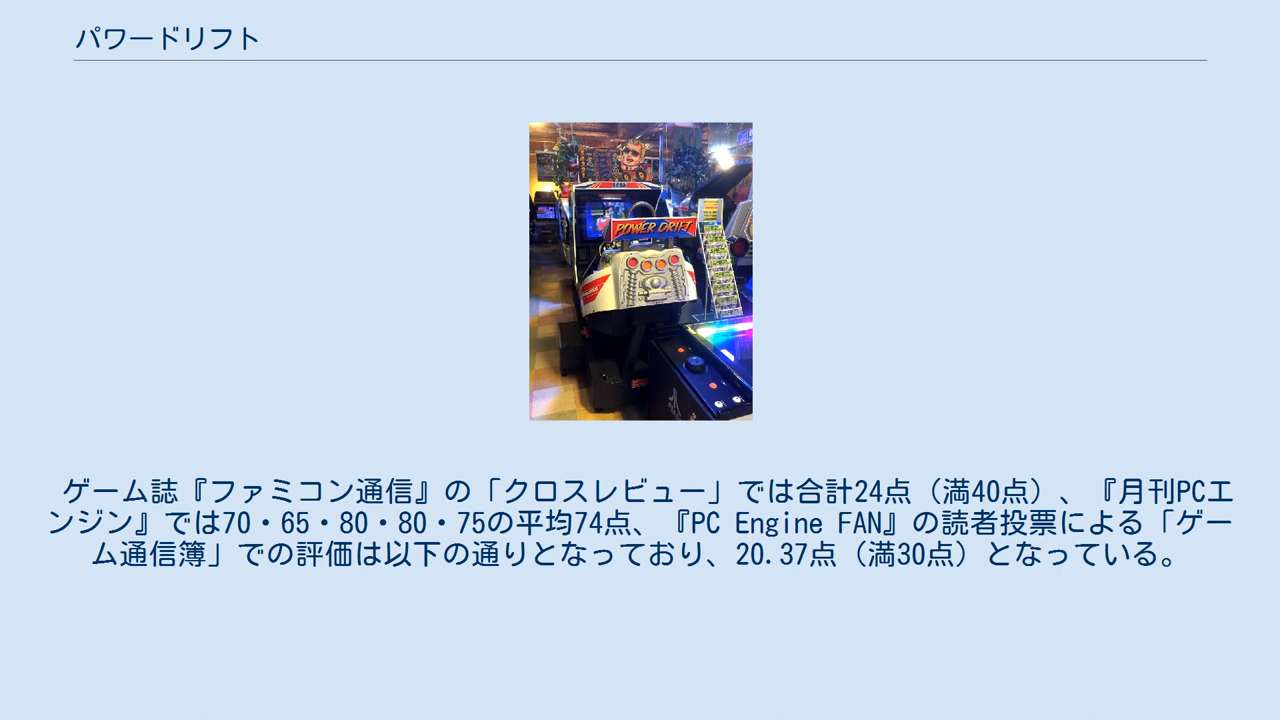 パワードリフト
POWER DRIFT
ゲーム誌『ファミコン通信』の「クロスレビュー」では合計24点（満40点）、『月刊PCエ
ンジン』では70・65・80・80・75の平均74点、『PC Engine FAN』の読者投票による「ゲー
ム通信簿」での評価は以下の通りとなっており、20.37点（満30点）となっている。